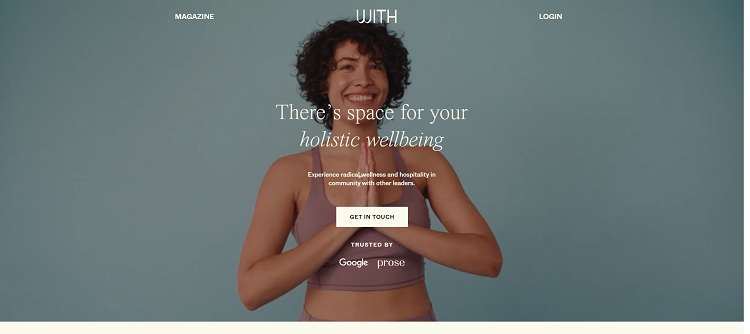 MAGAZINE
WITH
LOGIN
There's space for your
holistic wellbeing
Experience radical wellness and hospitality in
community with other leaders.
GET IN TOUCH
TRUSTED BY
Google prose